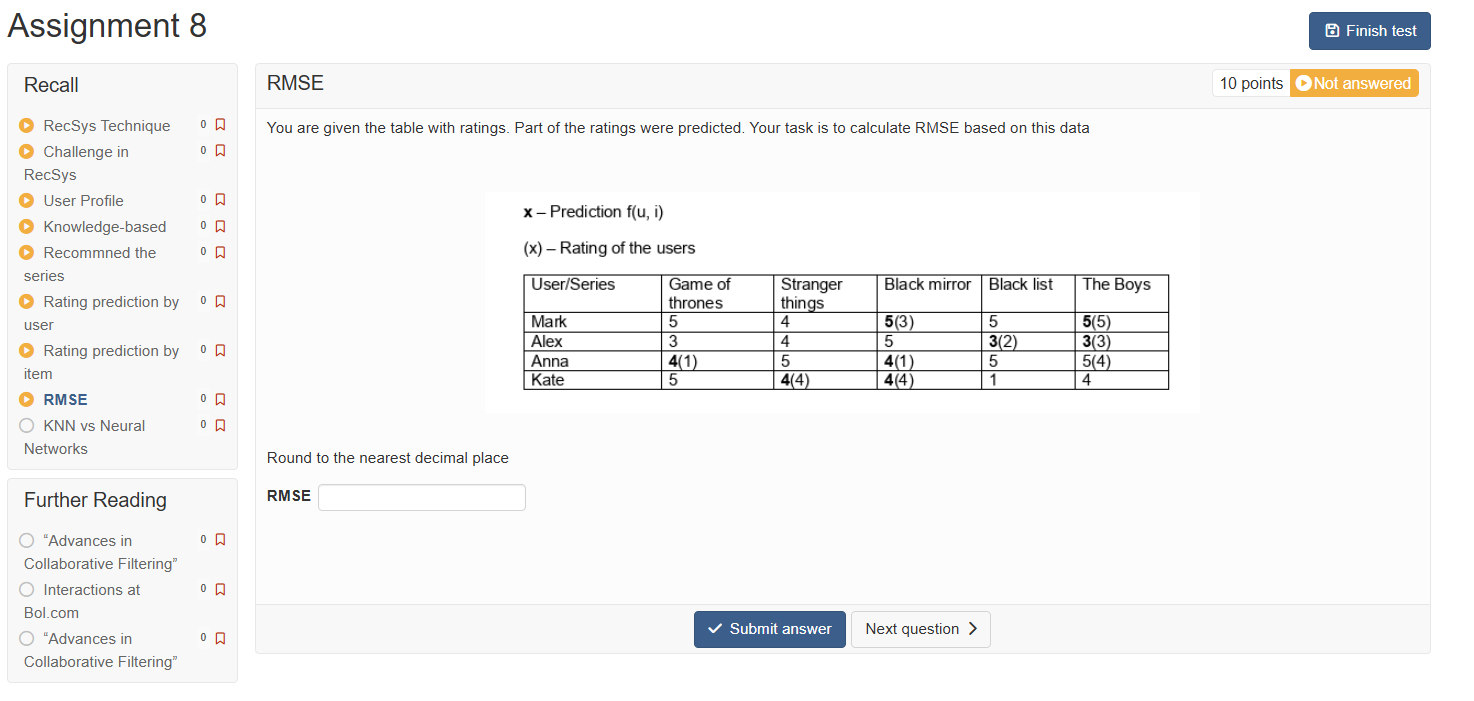 Assignment 8
Finish test
Recall
RecSys Technique 0
Challenge in 0
RecSys
User Profile 0
Knowledge-based 0
Recommned the 0
series
Rating prediction by 0
user
Rating prediction by 0
item
RMSE 0
KNN vs Neural 0
Networks
Further Reading
“Advances in 0
Collaborative Filtering”
Interactions at 0
Bol.com
“Advances in 0
Collaborative Filtering”
RMSE
10 points Not answered
You are given the table with ratings. Part of the ratings were predicted. Your task is to calculate RMSE based on this data
x – Prediction f(u, i)
(x) – Rating of the users
User/Series Game of thrones Stranger things Black mirror Black list The Boys
Mark 5 4 5(3) 5 5(5)
Alex 3 4 5 3(2) 3(3)
Anna 4(1) 5 4(1) 5 5(4)
Kate 5 4(4) 4(4) 1 4
Round to the nearest decimal place
RMSE
Submit answer Next question